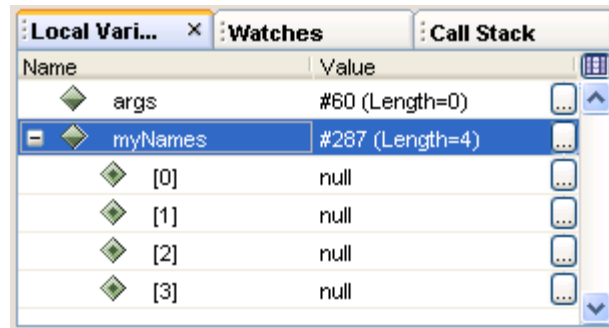 Local Vari... × Watches Call Stack
Name Value
args #60 (Length=0) ...
myNames #287 (Length=4) ...
[0] null ...
[1] null ...
[2] null ...
[3] null ...